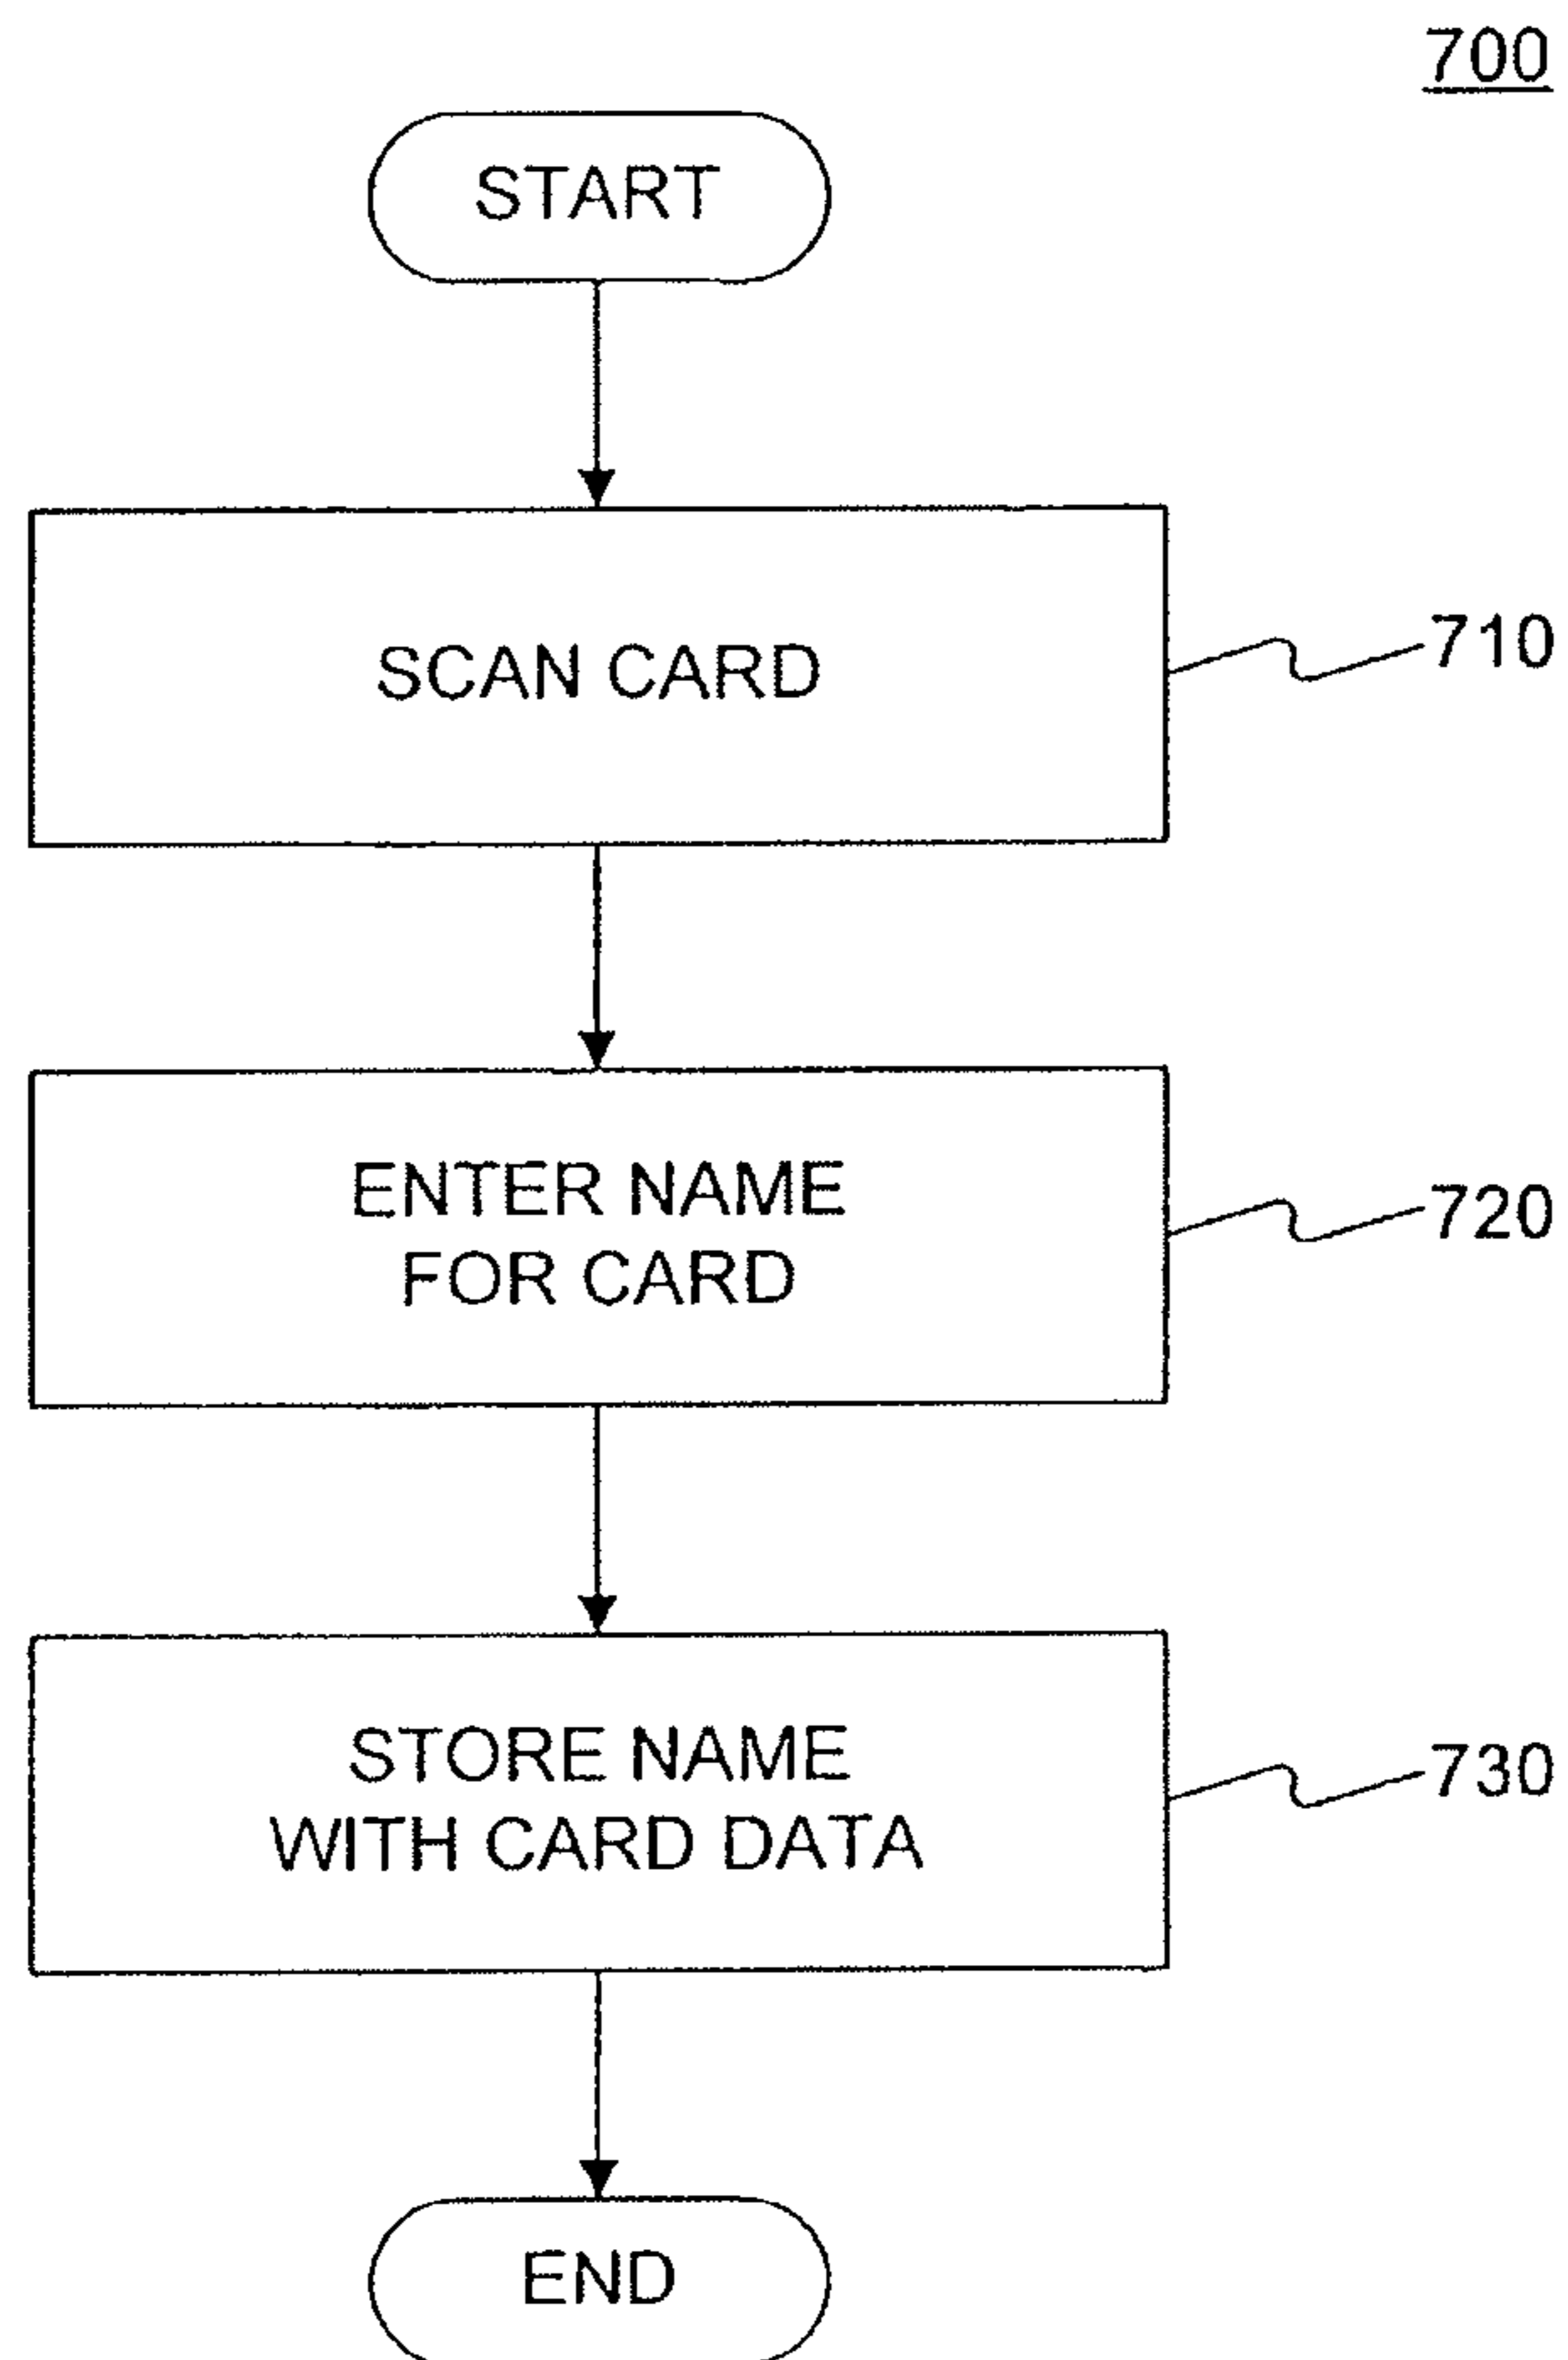 700
START
SCAN CARD
710
ENTER NAME
FOR CARD
720
STORE NAME
WITH CARD DATA
730
END